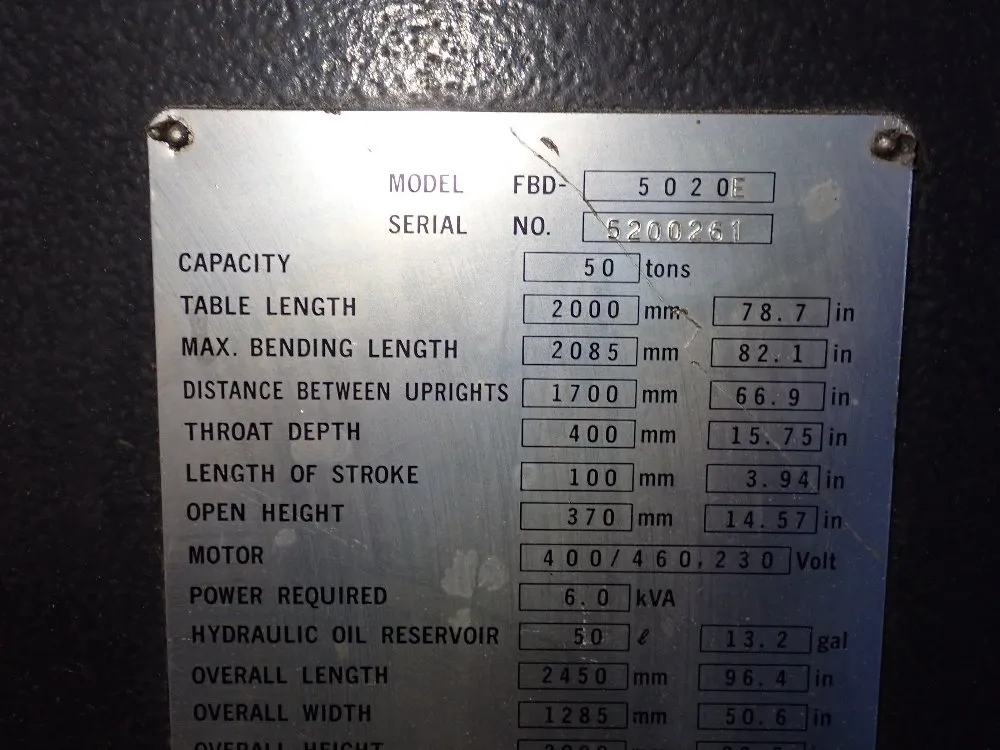 MODEL FBD- 5020E
SERIAL NO. 5200261
CAPACITY 50 tons
TABLE LENGTH 2000 mm 78.7 in
MAX. BENDING LENGTH 2085 mm 82.1 in
DISTANCE BETWEEN UPRIGHTS 1700 mm 66.9 in
THROAT DEPTH 400 mm 15.75 in
LENGTH OF STROKE 100 mm 3.94 in
OPEN HEIGHT 370 mm 14.57 in
MOTOR 400/460,230 Volt
POWER REQUIRED 6.0 kVA
HYDRAULIC OIL RESERVOIR 50 ℓ 13.2 gal
OVERALL LENGTH 2450 mm 96.4 in
OVERALL WIDTH 1285 mm 50.6 in
OVERALL HEIGHT